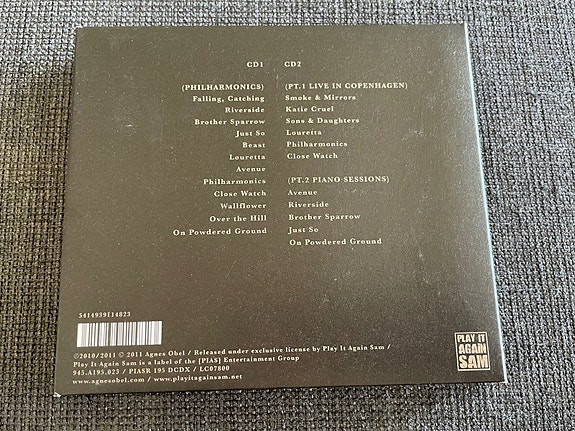 CD1
(PHILHARMONICS)
Falling, Catching
Riverside
Brother Sparrow
Just So
Beast
Louretta
Avenue
Philharmonics
Close Watch
Wallflower
Over the Hill
On Powdered Ground
CD2
(PT.1 LIVE IN COPENHAGEN)
Smoke & Mirrors
Katie Cruel
Sons & Daughters
Louretta
Philharmonics
Close Watch
(PT.2 PIANO SESSIONS)
Avenue
Riverside
Brother Sparrow
Just So
On Powdered Ground
5414939114823
℗2010/2011 © 2011 Agnes Obel / Released under exclusive license by Play It Again Sam /
Play It Again Sam is a label of the [PIAS] Entertainment Group
945.A195.023 / PIASR 195 DCDX / LC07800
www.agnesobel.com / www.playitagainsam.net
PLAY IT
AGAIN
SAM